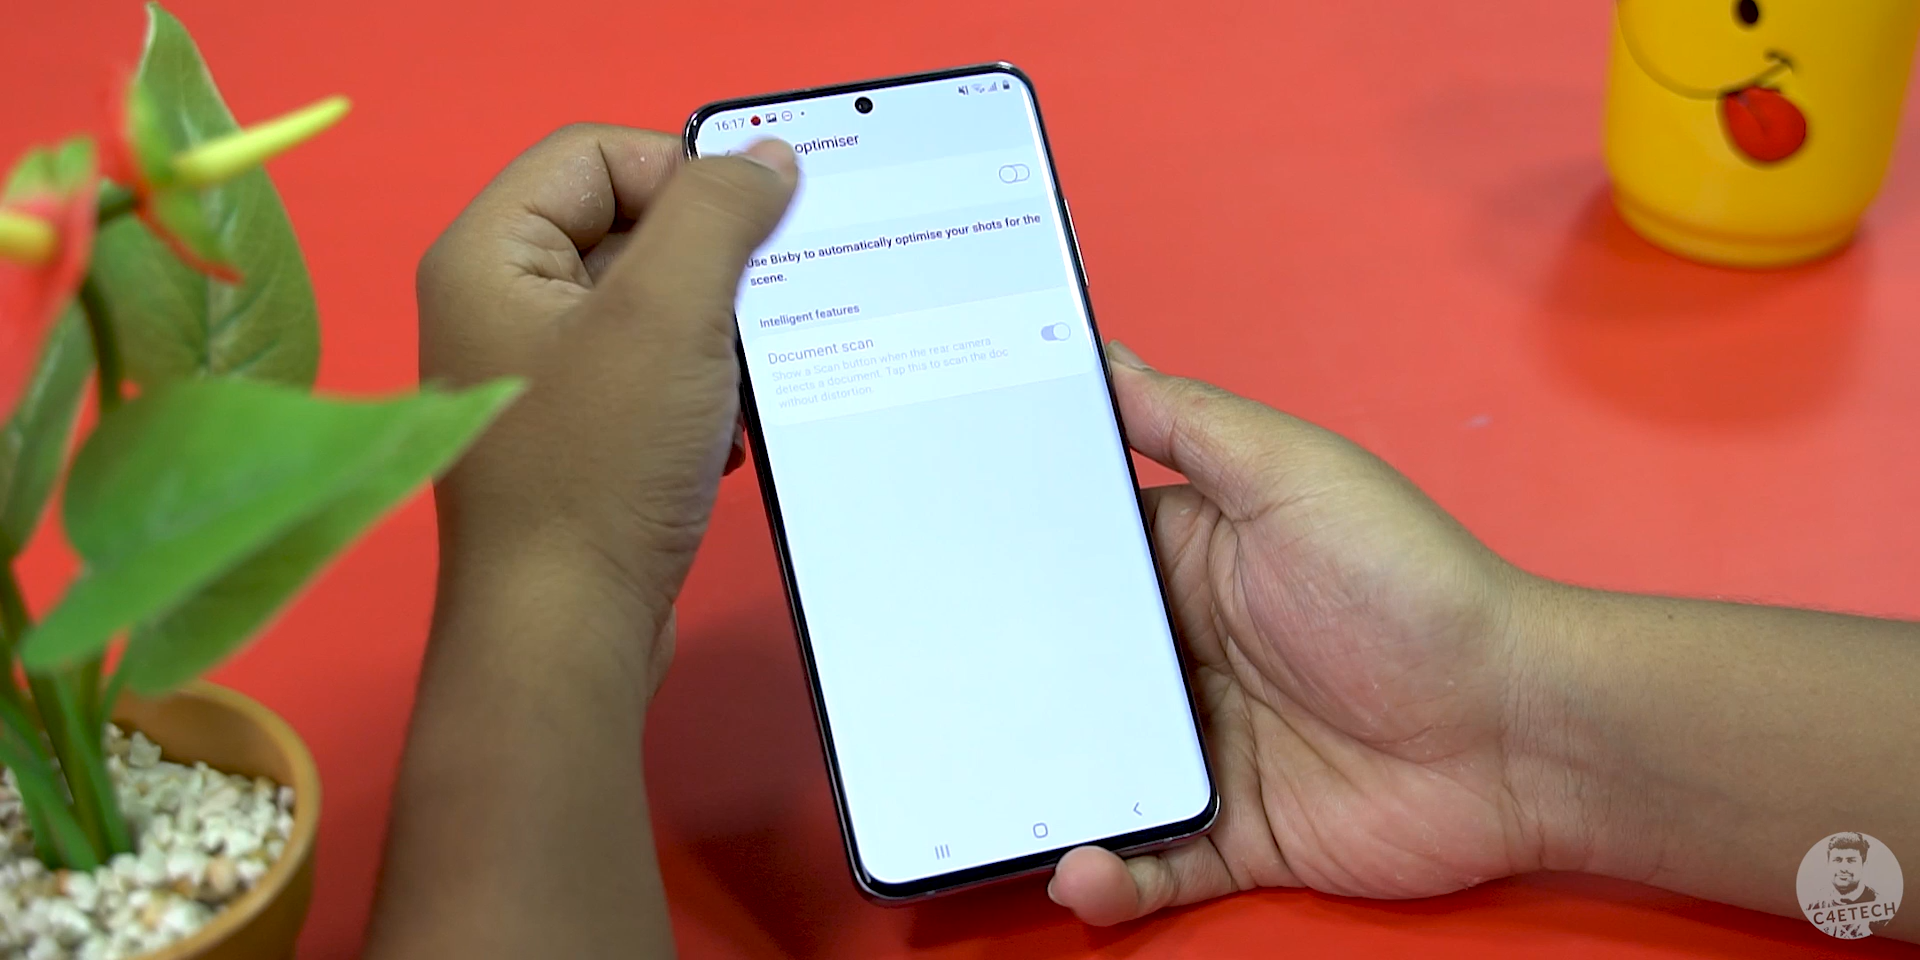 16:17
optimiser
Use Bixby to automatically optimise your shots for the
scene.
Intelligent features
Document scan
Show a Scan button when the rear camera
detects a document. Tap this to scan the doc
without distortion.
C4ETECH